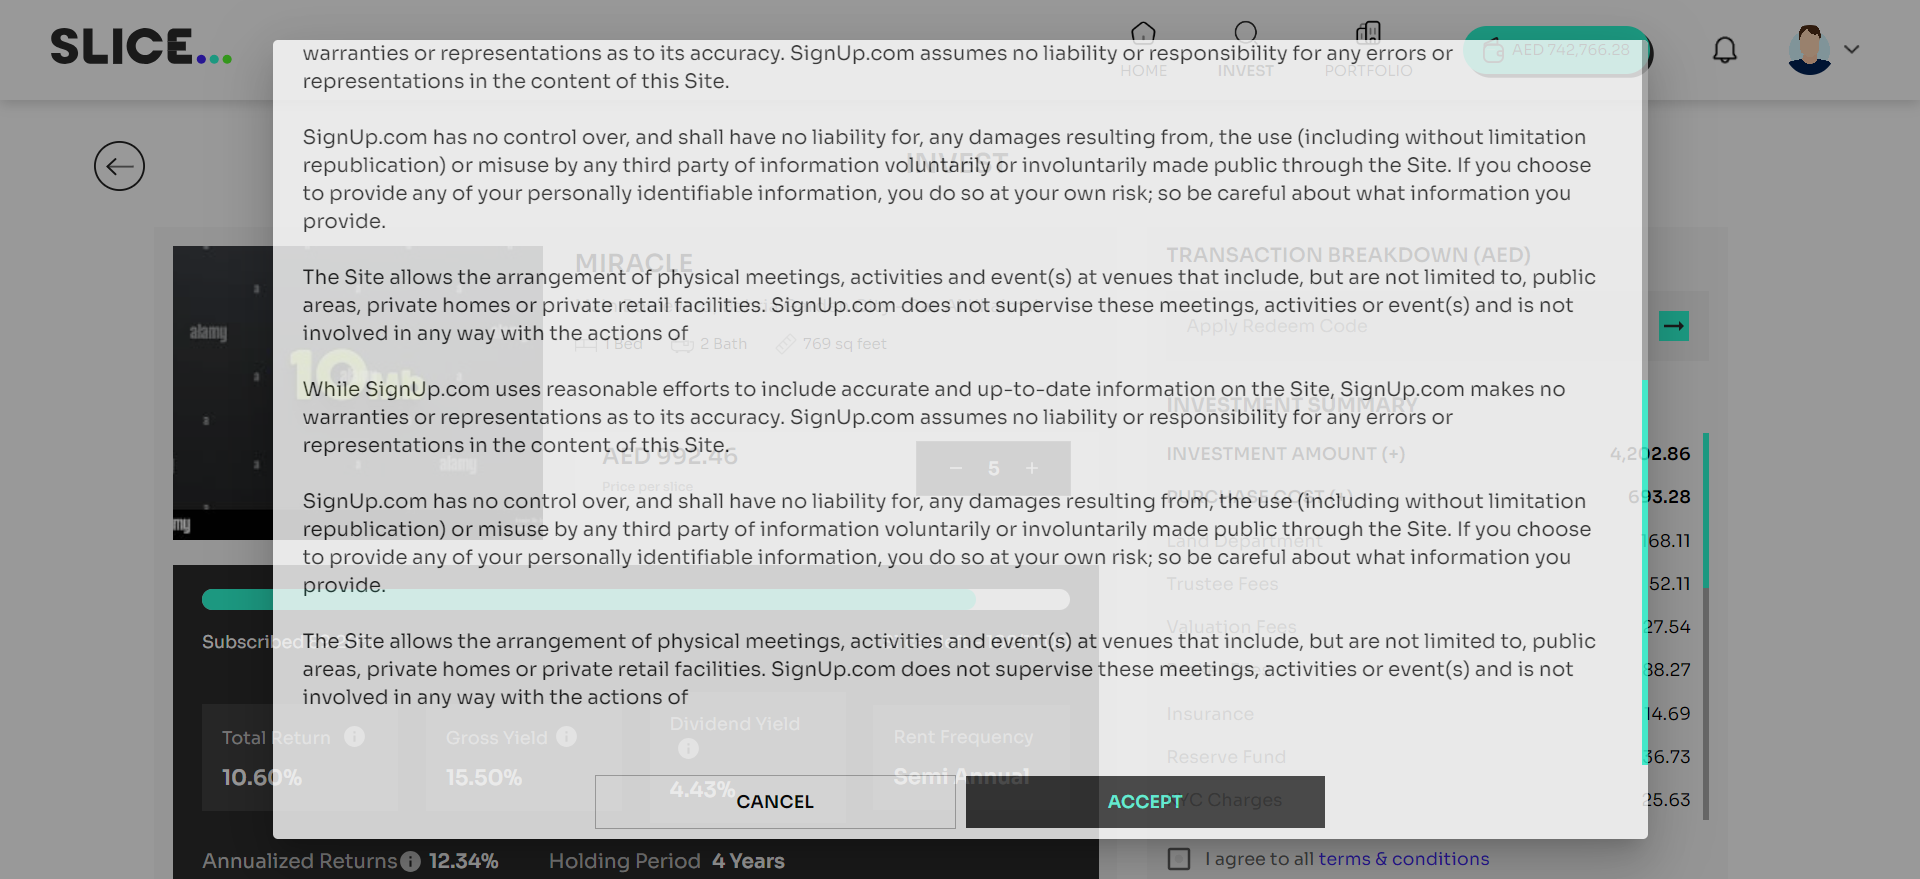 SLICE...
HOME
INVEST
PORTFOLIO
AED 742,766.28
warranties or representations as to its accuracy. SignUp.com assumes no liability or responsibility for any errors or
representations in the content of this Site.
SignUp.com has no control over, and shall have no liability for, any damages resulting from, the use (including without limitation
republication) or misuse by any third party of information voluntarily or involuntarily made public through the Site. If you choose
to provide any of your personally identifiable information, you do so at your own risk; so be careful about what information you
provide.
The Site allows the arrangement of physical meetings, activities and event(s) at venues that include, but are not limited to, public
areas, private homes or private retail facilities. SignUp.com does not supervise these meetings, activities or event(s) and is not
involved in any way with the actions of
While SignUp.com uses reasonable efforts to include accurate and up-to-date information on the Site, SignUp.com makes no
warranties or representations as to its accuracy. SignUp.com assumes no liability or responsibility for any errors or
representations in the content of this Site.
SignUp.com has no control over, and shall have no liability for, any damages resulting from, the use (including without limitation
republication) or misuse by any third party of information voluntarily or involuntarily made public through the Site. If you choose
to provide any of your personally identifiable information, you do so at your own risk; so be careful about what information you
provide.
The Site allows the arrangement of physical meetings, activities and event(s) at venues that include, but are not limited to, public
areas, private homes or private retail facilities. SignUp.com does not supervise these meetings, activities or event(s) and is not
involved in any way with the actions of
CANCEL
ACCEPT
INVEST
alamy
alamy
MIRACLE
1 Bed
2 Bath
769 sq feet
AED 992.46
Price per slice
− 5 +
Subscribed
Total Return
10.60%
Gross Yield
15.50%
Dividend Yield
4.43%
Rent Frequency
Semi Annual
Annualized Returns 12.34%
Holding Period 4 Years
TRANSACTION BREAKDOWN (AED)
Apply Redeem Code
INVESTMENT SUMMARY
INVESTMENT AMOUNT (+) 4,202.86
PURCHASE COST (+) 693.28
Land Department 168.11
Trustee Fees 52.11
Valuation Fees 27.54
88.27
Insurance 14.69
Reserve Fund 36.73
KYC Charges 25.63
I agree to all terms & conditions